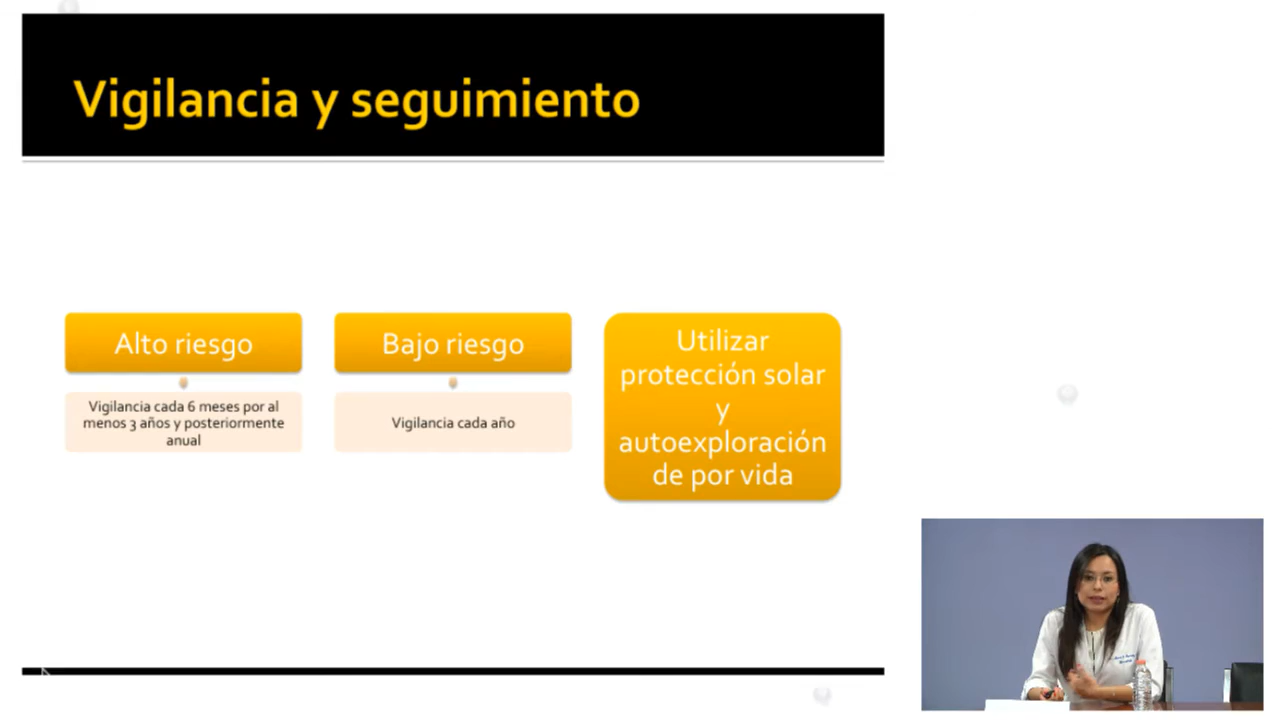 Vigilancia y seguimiento
Alto riesgo
Vigilancia cada 6 meses por al
menos 3 años y posteriormente
anual
Bajo riesgo
Vigilancia cada año
Utilizar
protección solar
y
autoexploración
de por vida